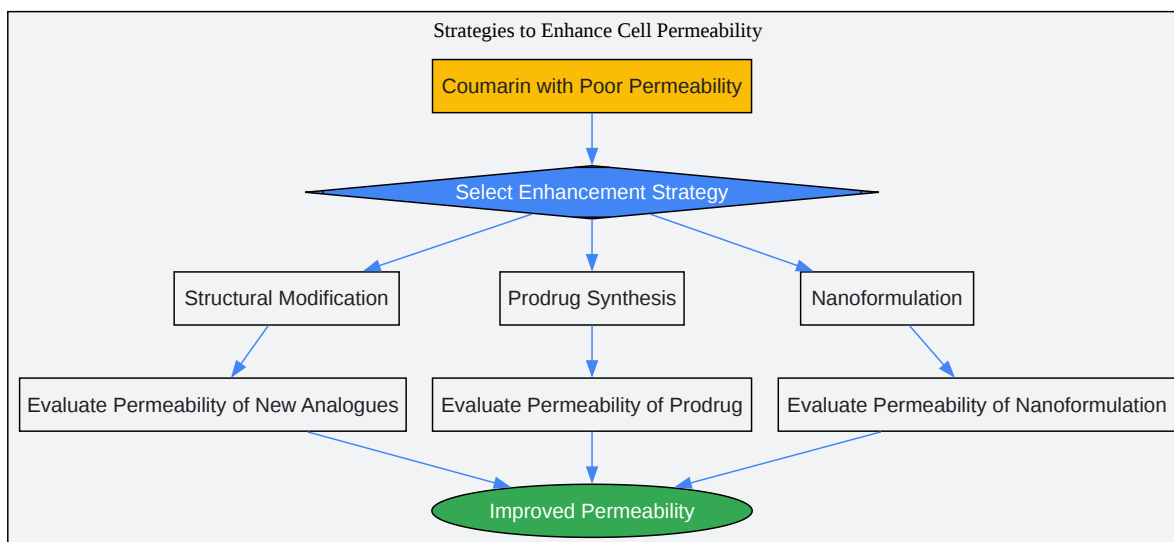 Strategies to Enhance Cell Permeability
Coumarin with Poor Permeability
Select Enhancement Strategy
Structural Modification
Prodrug Synthesis
Nanoformulation
Evaluate Permeability of New Analogues
Evaluate Permeability of Prodrug
Evaluate Permeability of Nanoformulation
Improved Permeability